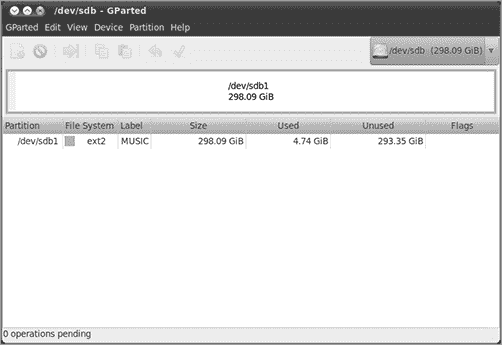 /dev/sdb - GParted
GParted Edit View Device Partition Help
/dev/sdb (298.09 GiB)
/dev/sdb1
298.09 GiB
Partition File System Label Size Used Unused Flags
/dev/sdb1 ext2 MUSIC 298.09 GiB 4.74 GiB 293.35 GiB
0 operations pending